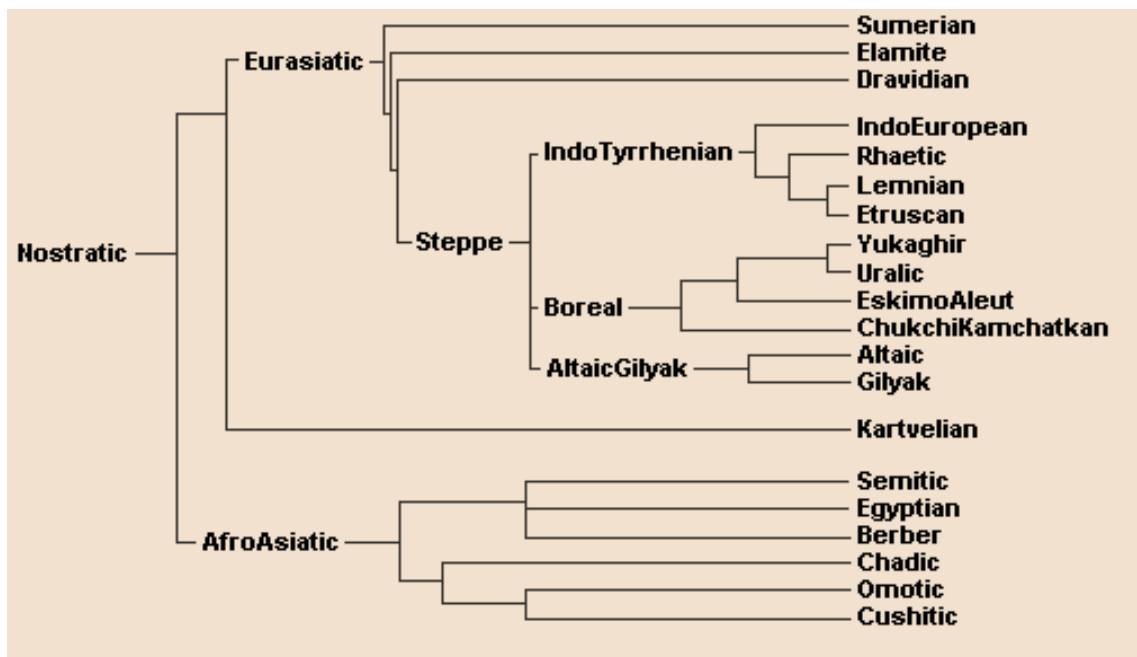 Sumerian
Eurasiatic
Elamite
Dravidian
IndoEuropean
IndoTyrrhenian
Rhaetic
Lemnian
Etruscan
Steppe
Yukaghir
Nostratic
Uralic
EskimoAleut
Boreal
ChukchiKamchatkan
Altaic
AltaicGilyak
Gilyak
Kartvelian
Semitic
Egyptian
Berber
AfroAsiatic
Chadic
Omotic
Cushitic